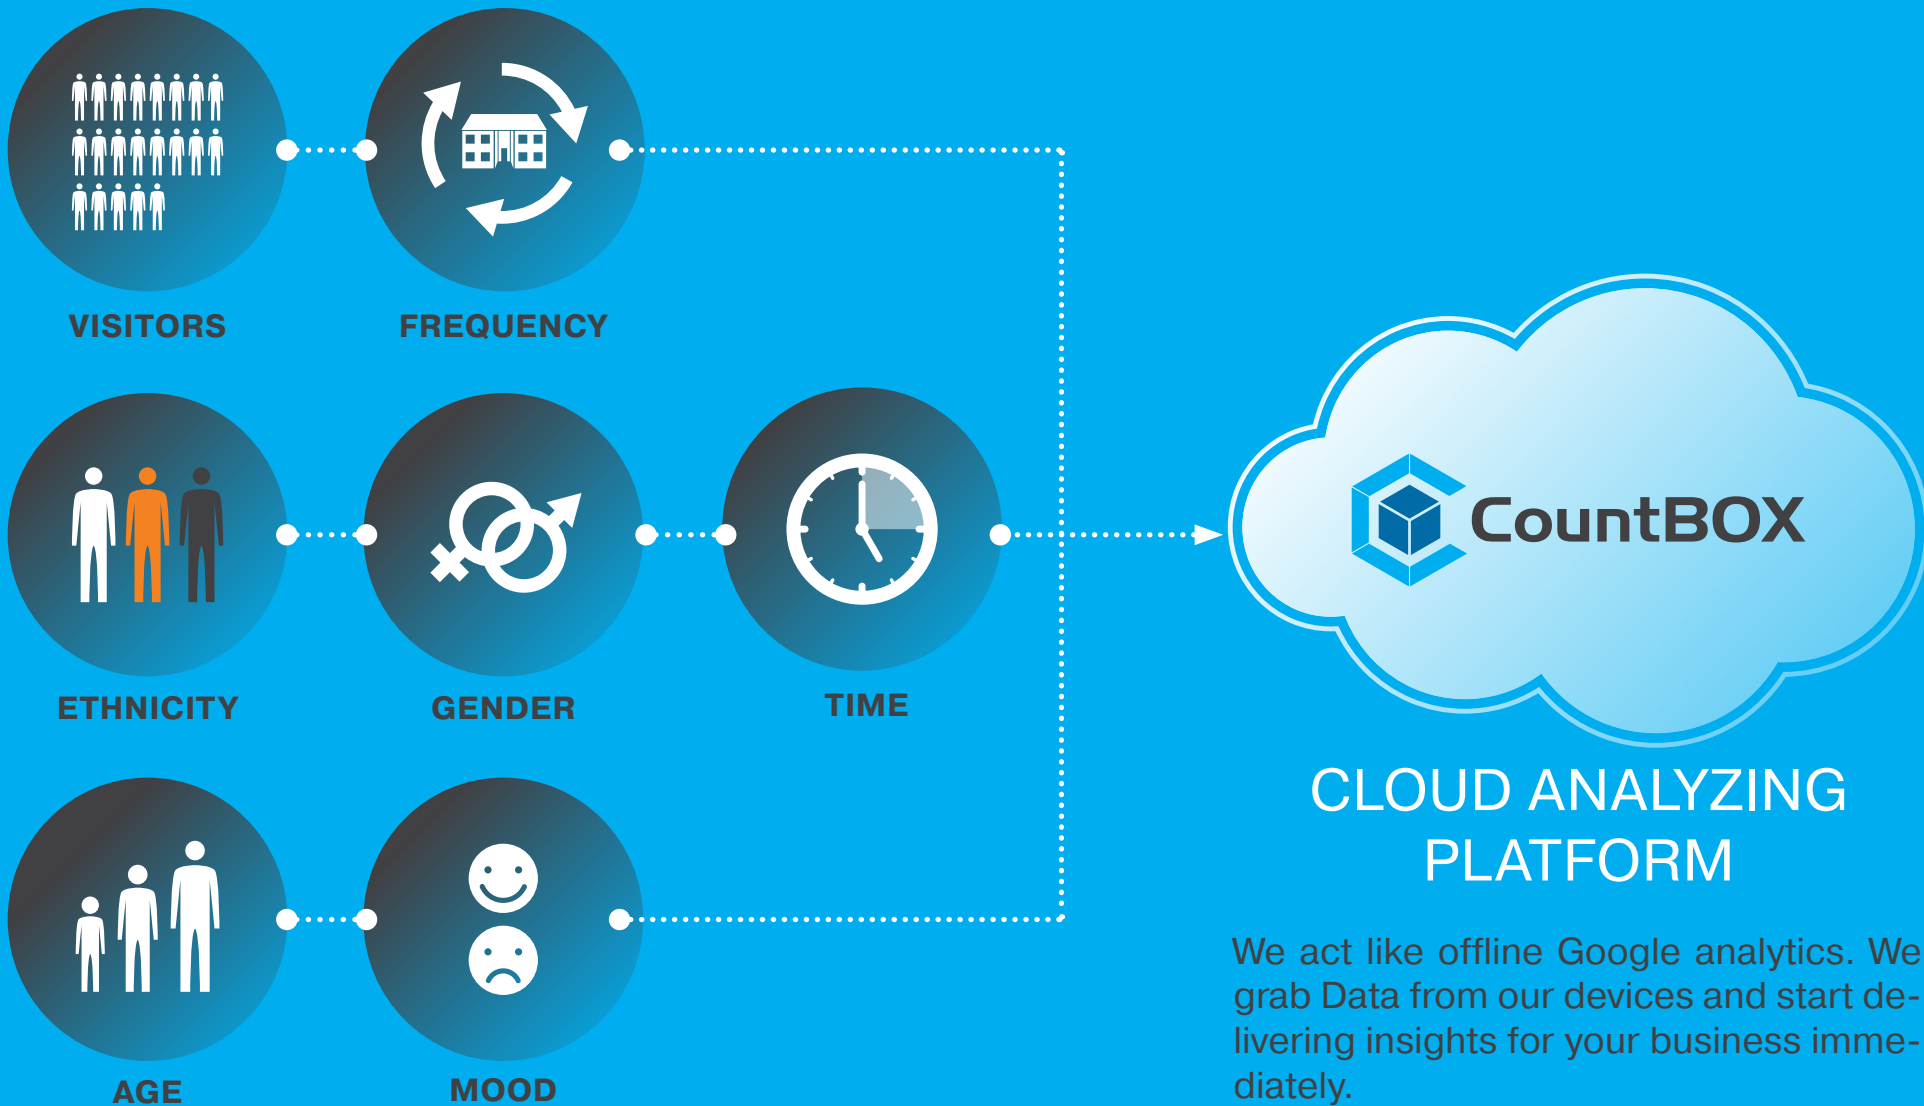 VISITORS
FREQUENCY
ETHNICITY
GENDER
TIME
AGE
MOOD
CountBOX
CLOUD ANALYZING
PLATFORM
We act like offline Google analytics. We
grab Data from our devices and start de-
livering insights for your business imme-
diately.